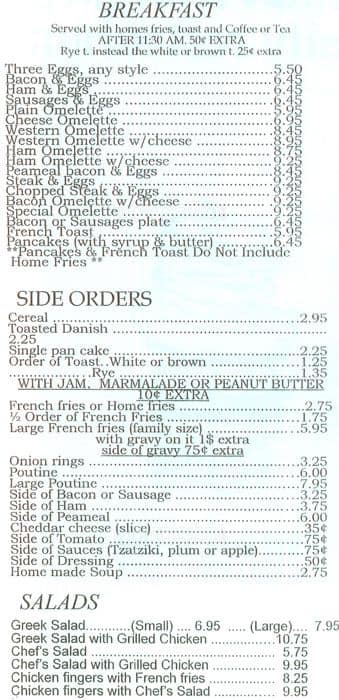 BREAKFAST
Served with homes fries, toast and Coffee or Tea
AFTER 11:30 AM. 50¢ EXTRA
Rye t. instead the white or brown t. 25¢ extra
Three Eggs, any style ......................5.50
Bacon & Eggs ..............................6.45
Ham & Eggs ................................6.45
Sausages & Eggs ..........................6.45
Plain Omelette ............................5.95
Cheese Omelette ..........................6.95
Western Omelette .........................8.45
Western Omelette w/cheese ............8.95
Ham Omelette .............................8.75
Ham Omelette w/cheese .................9.25
Peameal bacon & Eggs ...................8.45
Steak & Eggs ..............................9.25
Chopped Steak & Eggs ...................9.25
Bacon Omelette w/cheese ...............9.25
Special Omelette ..........................9.25
Bacon or Sausages plate .................6.45
French Toast ...............................5.95
Pancakes (with syrup & butter) ............6.45
**Pancakes & French Toast Do Not Include
Home Fries **
SIDE ORDERS
Cereal ..................................................2.95
Toasted Danish ......................................
2.25
Single pan cake ......................................2.25
Order of Toast..White or brown .................1.25
...............Rye ......................................1.35
WITH JAM, MARMALADE OR PEANUT BUTTER
10¢ EXTRA
French fries or Home fries ........................2.75
½ Order of French Fries ..........................1.75
Large French fries (family size) .................5.95
with gravy on it 1$ extra
side of gravy 75¢ extra
Onion rings ..........................................3.25
Poutine ................................................6.00
Large Poutine ........................................7.95
Side of Bacon or Sausage .........................3.25
Side of Ham ..........................................3.75
Side of Peameal .....................................6.00
Cheddar cheese (slice) .............................35¢
Side of Tomato .......................................75¢
Side of Sauces (Tzatziki, plum or apple)..........75¢
Side of Dressing .....................................50¢
Home made Soup ...................................2.75
SALADS
Greek Salad...........(Small) .... 6.95 ..... (Large).... 7.95
Greek Salad with Grilled Chicken ...............10.75
Chef's Salad .......................................... 5.75
Chef's Salad with Grilled Chicken .............. 9.95
Chicken fingers with French fries ............... 8.25
Chicken fingers with Chef's Salad .............. 9.95